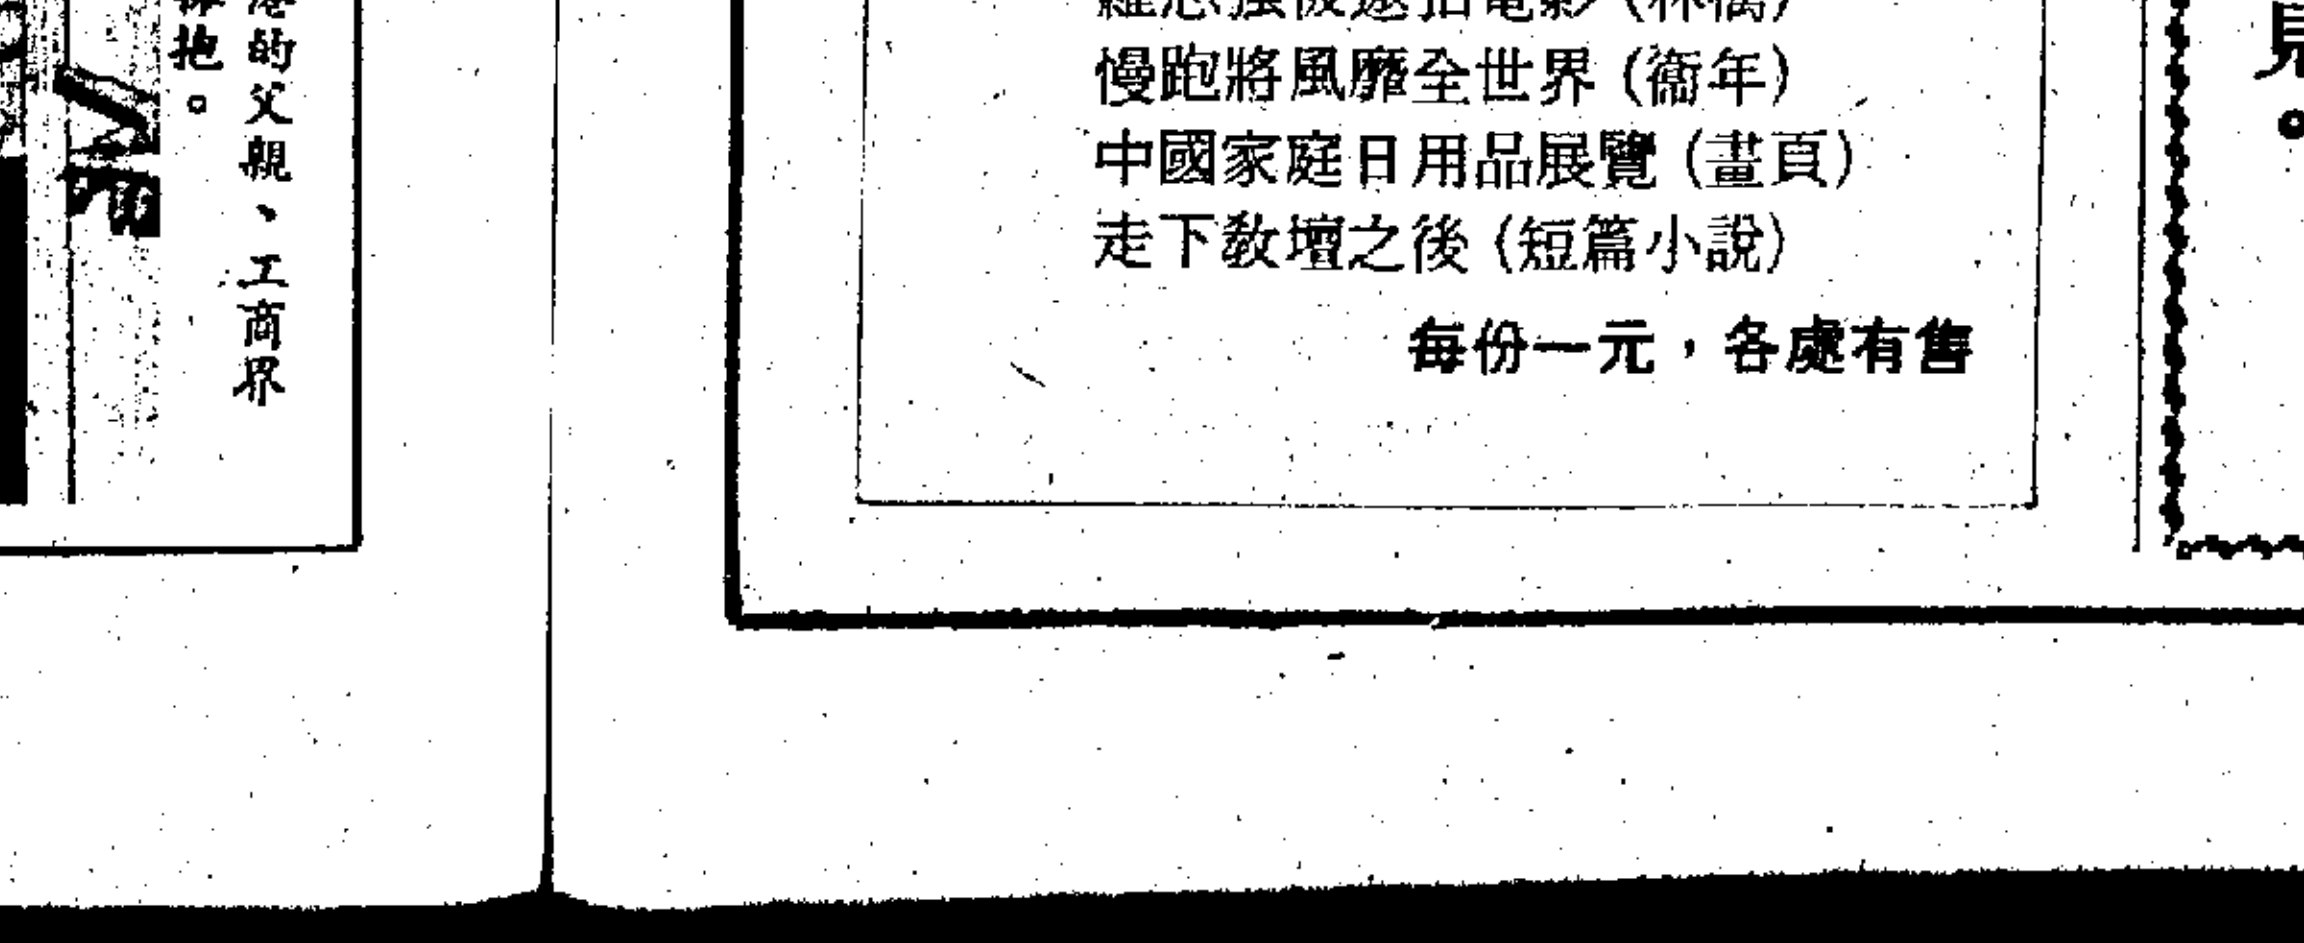 慢跑將風靡全世界（衞年）
中國家庭日用品展覽（畫頁）
走下教壇之後（短篇小說）
每份一元，各處有售
的父親、工商界
抱。
見。